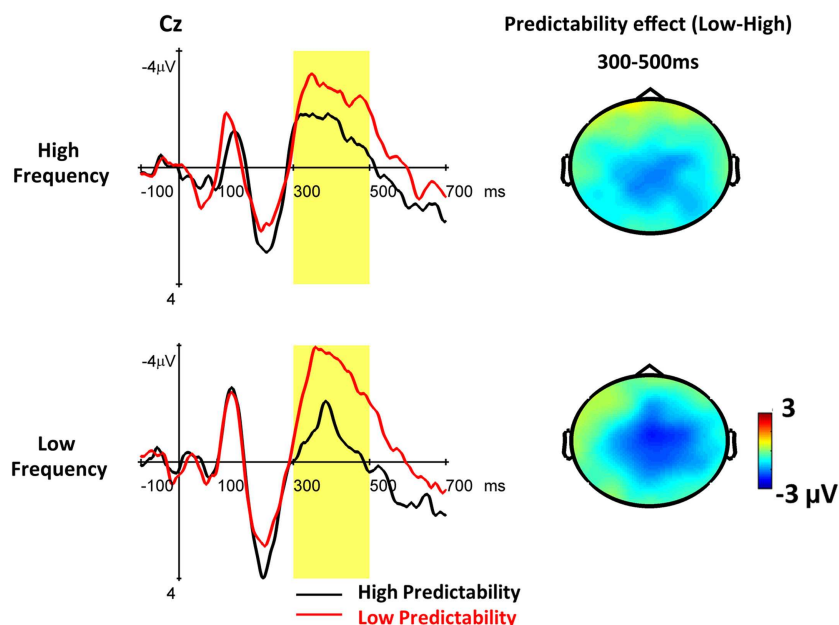 Cz
Predictability effect (Low-High)
300-500ms
-4μV
High
Frequency
-100 100 300 500 700 ms
4
-4μV
Low
Frequency
-100 100 300 500 700 ms
4
3
-3 μV
High Predictability
Low Predictability